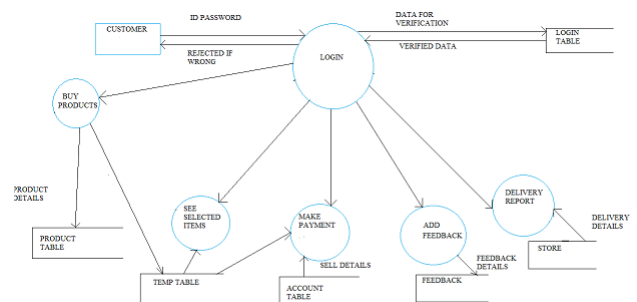 ID PASSWORD
DATA FOR
VERIFICATION
CUSTOMER
LOGIN
TABLE
REJECTED IF
WRONG
VERIFIED DATA
LOGIN
BUY
PRODUCTS
PRODUCT
DETAILS
SEE
SELECTED
ITEMS
MAKE
PAYMENT
ADD
FEEDBACK
DELIVERY
REPORT
DELIVERY
DETAILS
PRODUCT
TABLE
STORE
SELL DETAILS
FEEDBACK
DETAILS
TEMP TABLE
ACCOUNT
TABLE
FEEDBACK